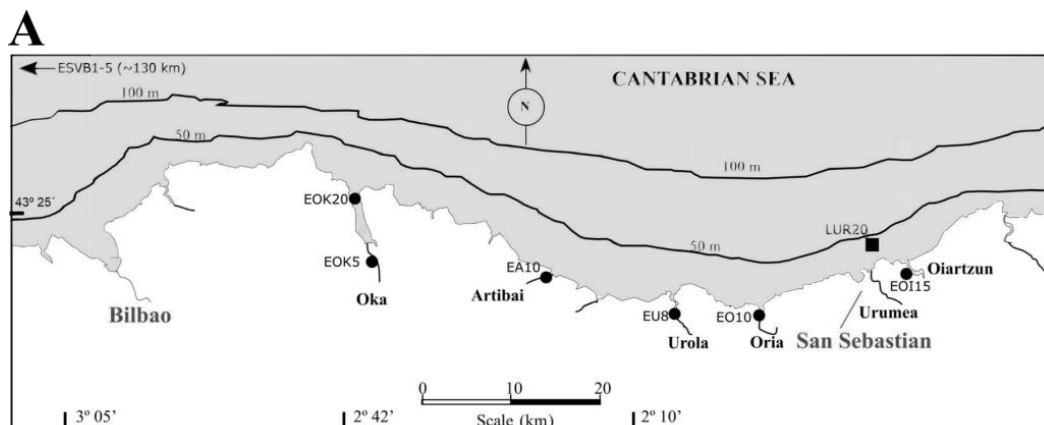 A
ESVB1-5 (~130 km)
CANTABRIAN SEA
N
100 m
50 m
100 m
43º 25′
EOK20
50 m
LUR20
EOK5
EA10
Oiartzun
EOI15
Oka
Artibai
Bilbao
EU8
EO10
Urumea
Urola
Oria
San Sebastian
0 10 20
Scale (km)
3º 05’
2º 42’
2º 10’